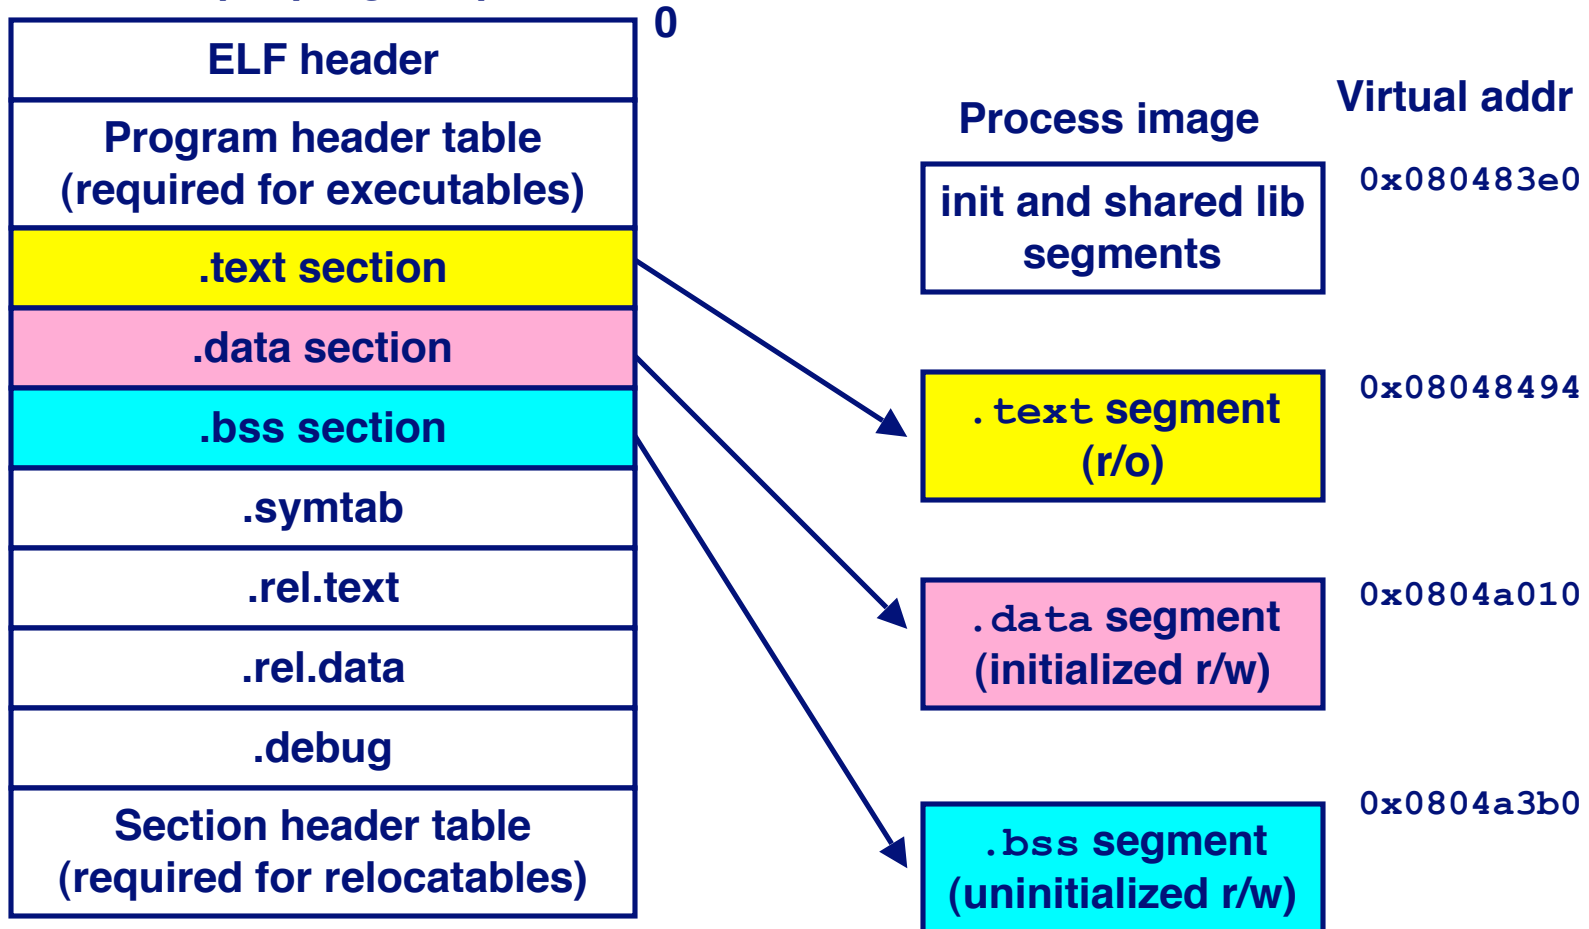 0
ELF header
Program header table
(required for executables)
.text section
.data section
.bss section
.symtab
.rel.text
.rel.data
.debug
Section header table
(required for relocatables)
Process image
Virtual addr
init and shared lib
segments
0x080483e0
.text segment
(r/o)
0x08048494
.data segment
(initialized r/w)
0x0804a010
.bss segment
(uninitialized r/w)
0x0804a3b0